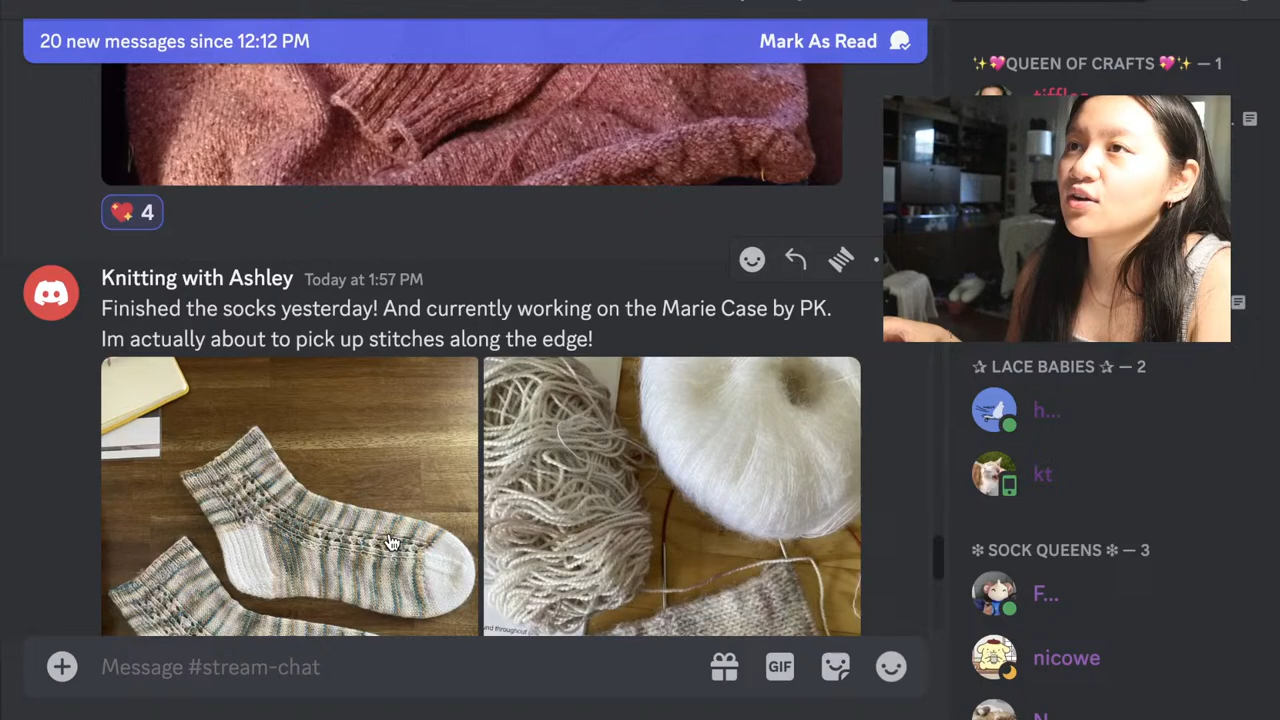 20 new messages since 12:12 PM
Mark As Read
4
Knitting with Ashley Today at 1:57 PM
Finished the socks yesterday! And currently working on the Marie Case by PK.
Im actually about to pick up stitches along the edge!
und throughout
Message #stream-chat
GIF
✨💖QUEEN OF CRAFTS 💖✨ — 1
✰ LACE BABIES ✰ — 2
h...
kt
❇ SOCK QUEENS ❇ — 3
F...
nicowe